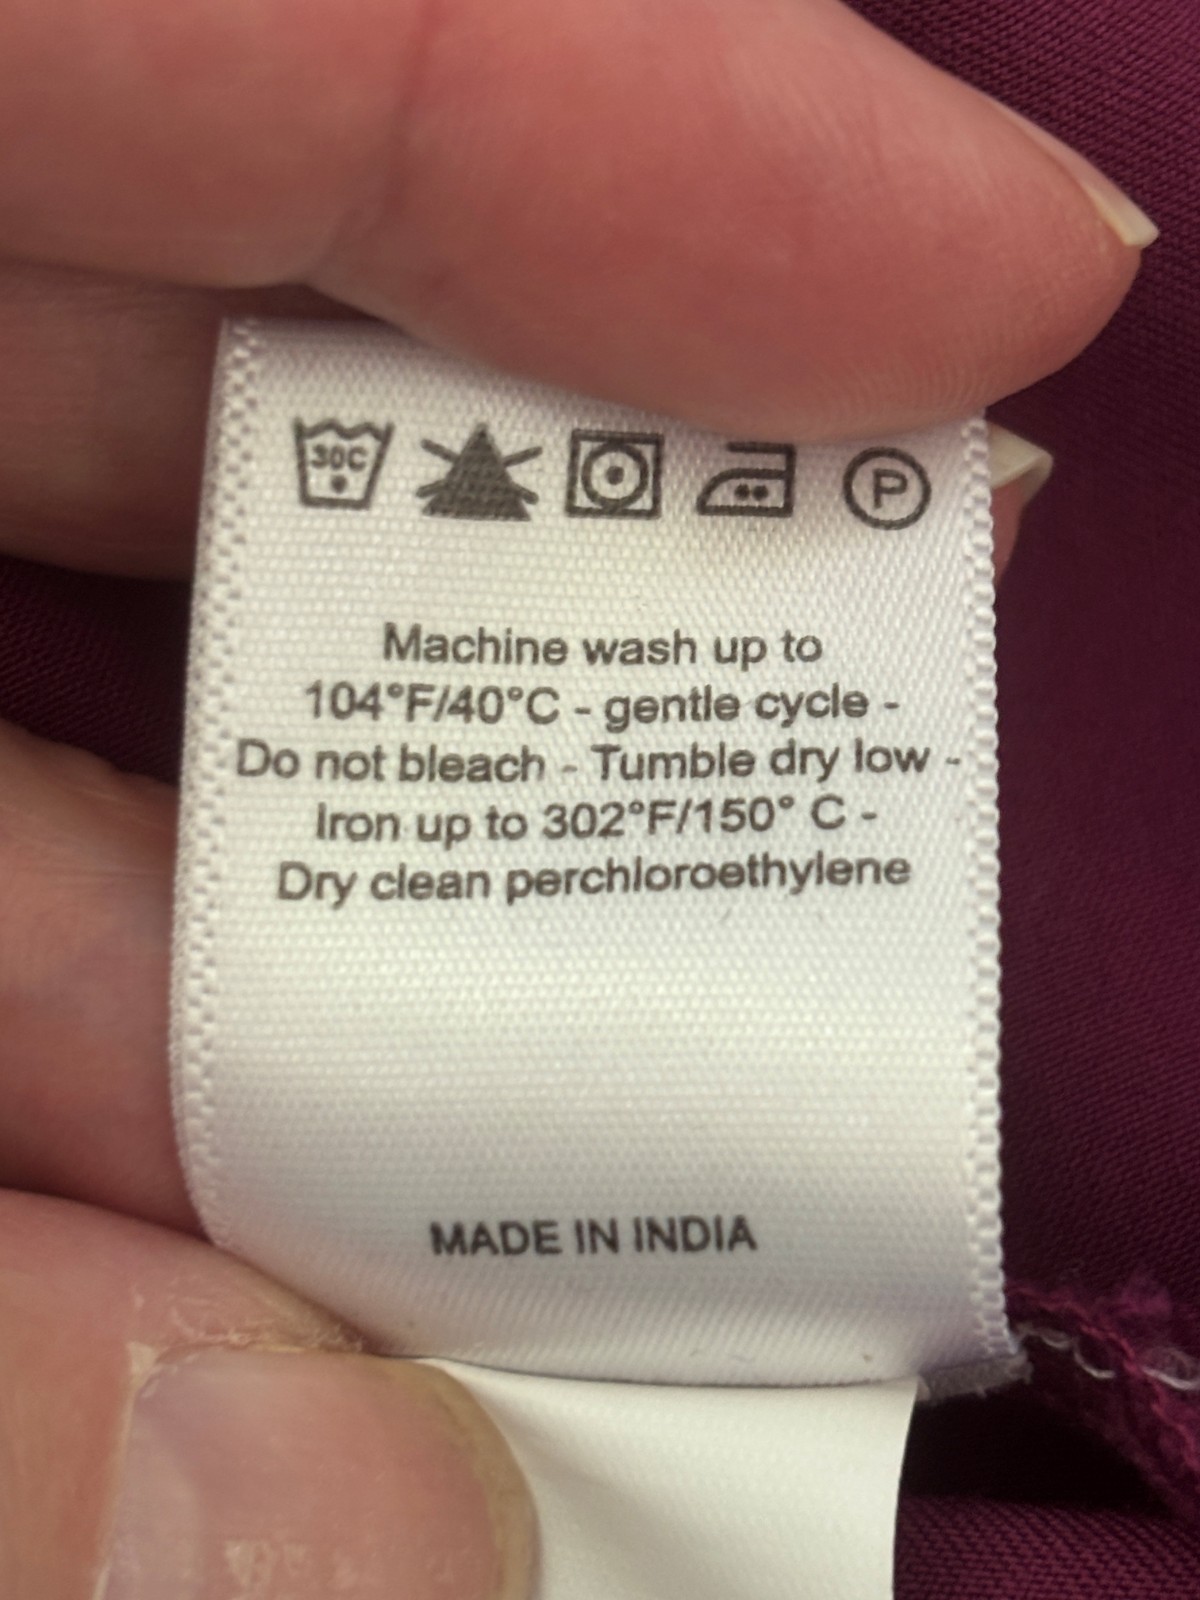 30C
P
Machine wash up to
104°F/40°C - gentle cycle -
Do not bleach - Tumble dry low -
Iron up to 302°F/150° C -
Dry clean perchloroethylene
MADE IN INDIA